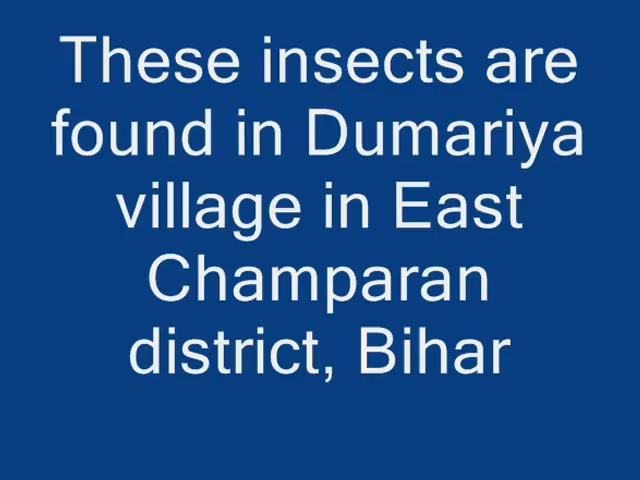 These insects are
found in Dumariya
village in East
Champaran
district, Bihar